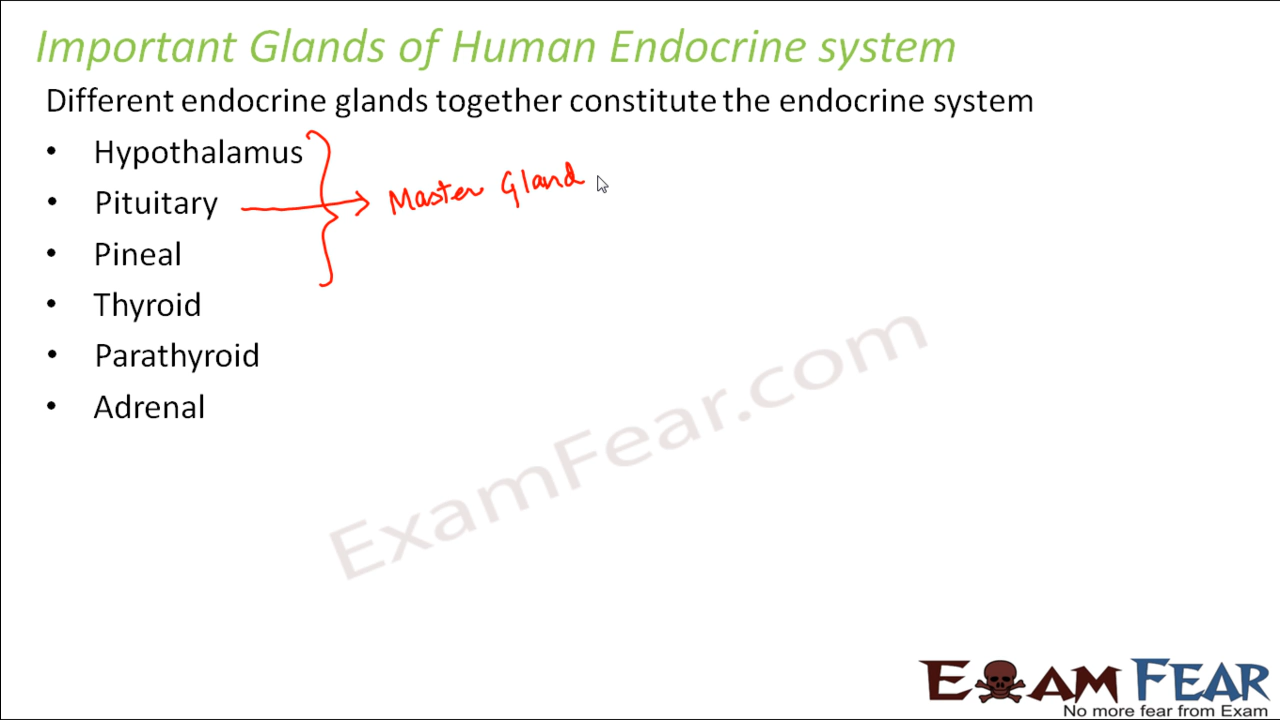 Important Glands of Human Endocrine system
Different endocrine glands together constitute the endocrine system
• Hypothalamus
• Pituitary → Master Gland
• Pineal
• Thyroid
• Parathyroid
• Adrenal
ExamFear.com
EXAM FEAR
No more fear from Exam